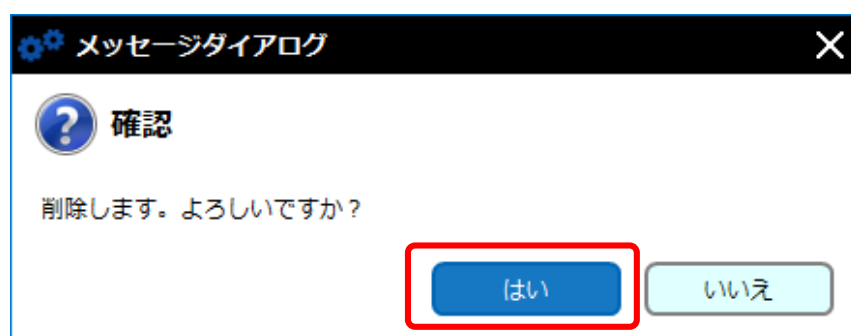 メッセージダイアログ
確認
削除します。よろしいですか？
はい
いいえ